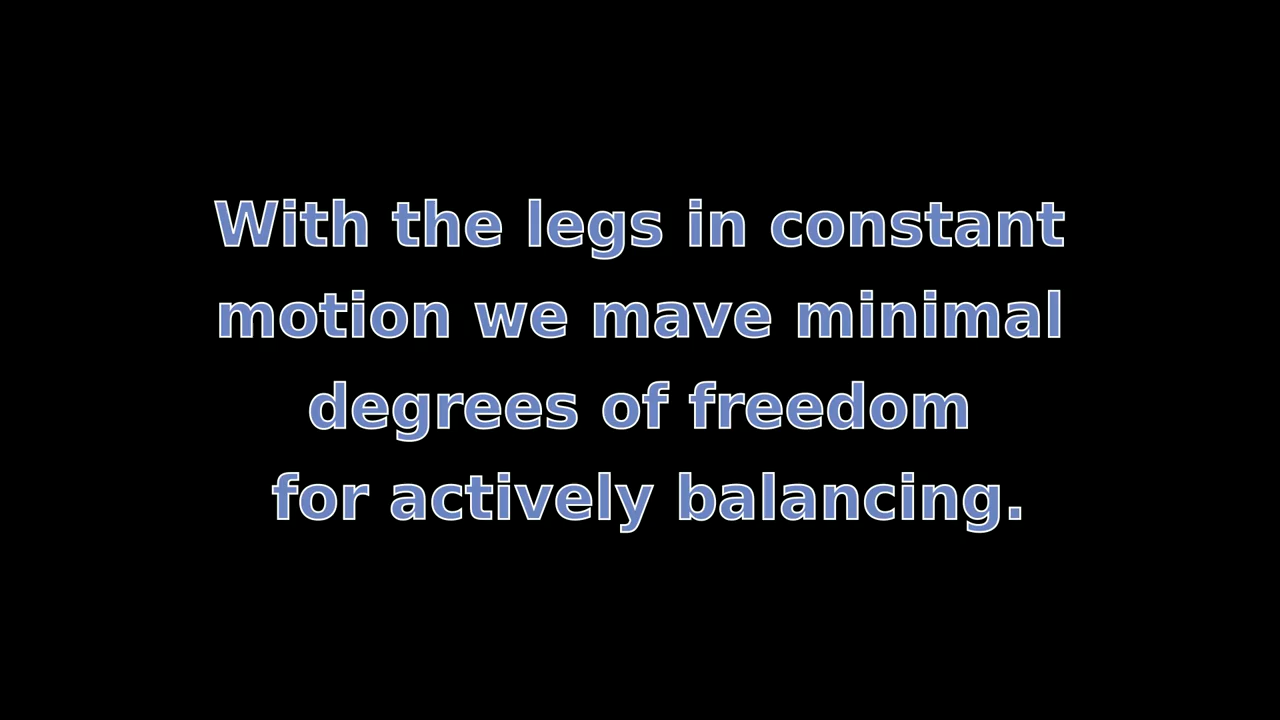 With the legs in constant
motion we mave minimal
degrees of freedom
for actively balancing.